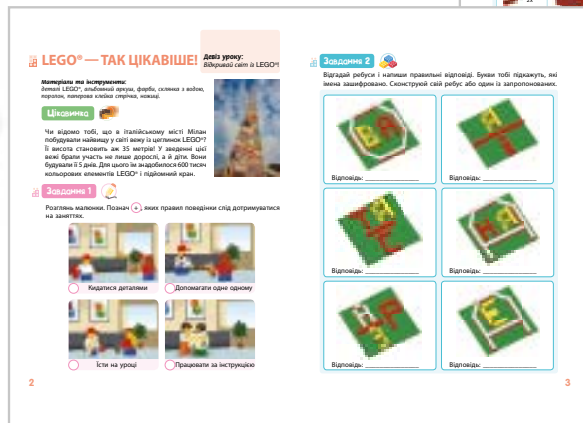 LEGO® — ТАК ЦІКАВІШЕ!
Девіз уроку:
Відкривай світ із LEGO®!
Матеріали та інструменти:
деталі LEGO®, альбомний аркуш, фарби, склянка з водою,
поролон, паперова клейка стрічка, ножиці.
Цікавинка
Чи відомо тобі, що в італійському місті Мілан
побудували найвищу у світі вежу із цеглинок LEGO®?
Її висота становить аж 35 метрів! У зведенні цієї
вежі брали участь не лише дорослі, а й діти. Вони
будували її 5 днів. Для цього їм знадобилося 600 тисяч
кольорових елементів LEGO® і підйомний кран.
Завдання 1
Розглянь малюнки. Познач +, яких правил поведінки слід дотримуватися
на заняттях.
Кидатися деталями
Допомагати одне одному
Їсти на уроці
Працювати за інструкцією
2
Завдання 2
Відгадай ребуси і напиши правильні відповіді. Букви тобі підкажуть, які
імена зашифровано. Сконструюй свій ребус або один із запропонованих.
Відповідь:
Відповідь:
Відповідь:
Відповідь:
Відповідь:
Відповідь:
3